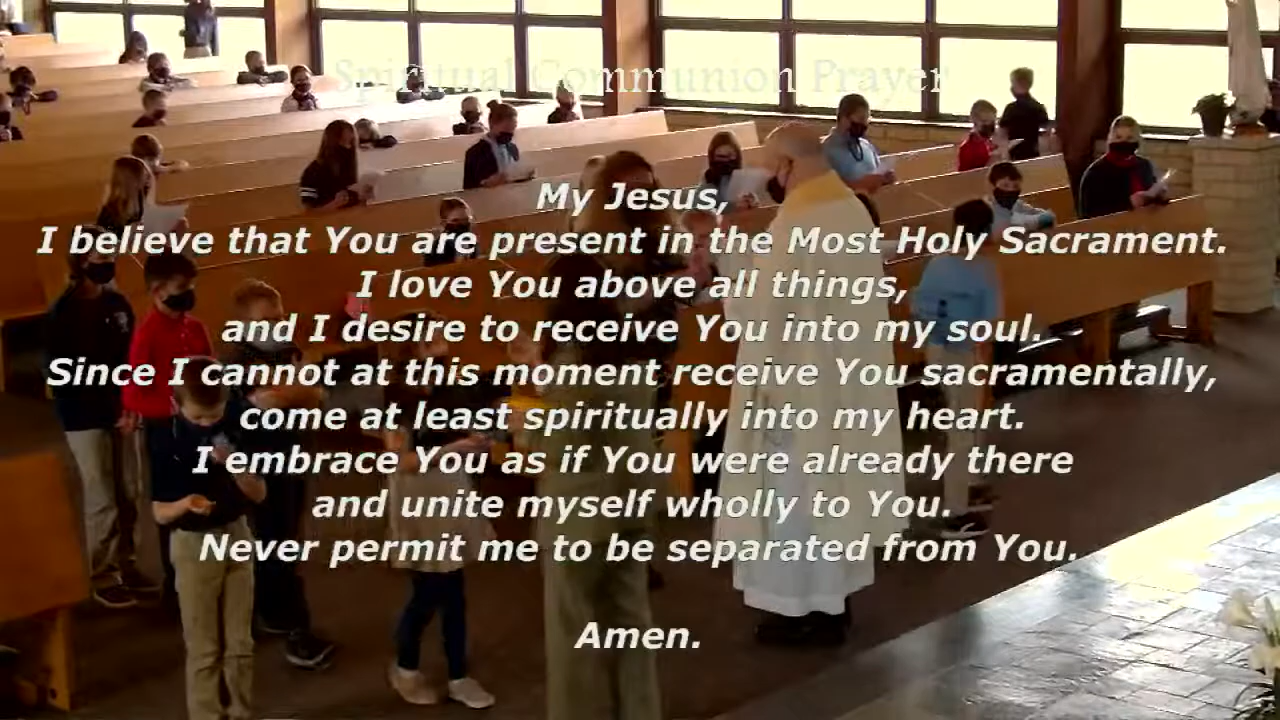 Spiritual Communion Prayer
My Jesus,
I believe that You are present in the Most Holy Sacrament.
I love You above all things,
and I desire to receive You into my soul.
Since I cannot at this moment receive You sacramentally,
come at least spiritually into my heart.
I embrace You as if You were already there
and unite myself wholly to You.
Never permit me to be separated from You.
Amen.